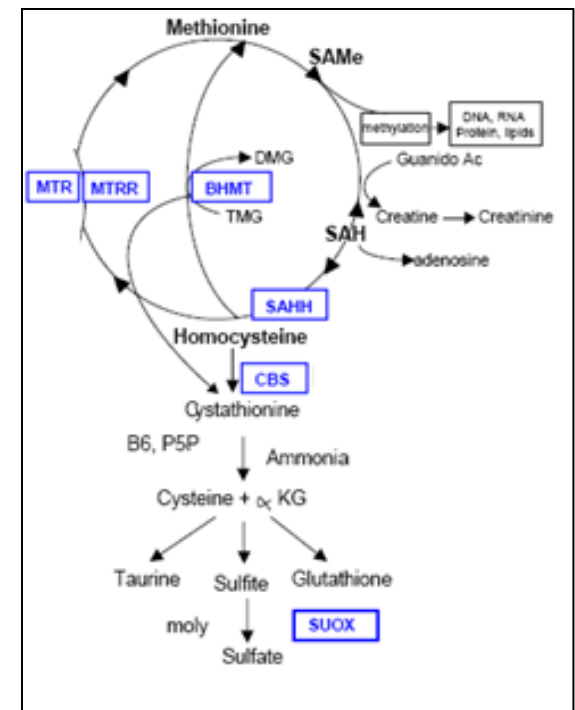 Methionine
SAMe
methylation
DNA, RNA
Protein, lipids
Guanido Ac
DMG
MTR
MTRR
BHMT
TMG
Creatine
Creatinine
SAH
adenosine
SAHH
Homocysteine
CBS
Cystathionine
B6, P5P
Ammonia
Cysteine + ∝ KG
Taurine
Sulfite
Glutathione
moly
SUOX
Sulfate